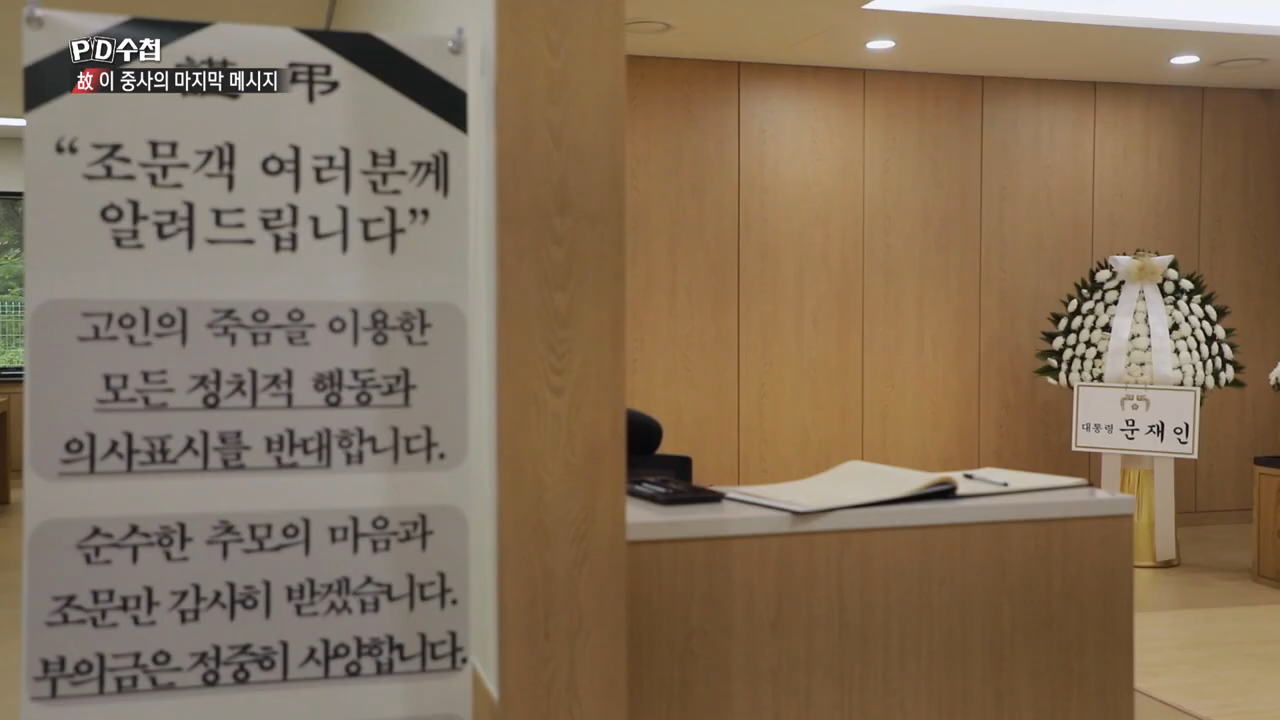 PD수첩
故 이 중사의 마지막 메시지
謹 弔
“조문객 여러분께
알려드립니다”
고인의 죽음을 이용한
모든 정치적 행동과
의사표시를 반대합니다.
순수한 추모의 마음과
조문만 감사히 받겠습니다.
부의금은 정중히 사양합니다.
대통령 문재인